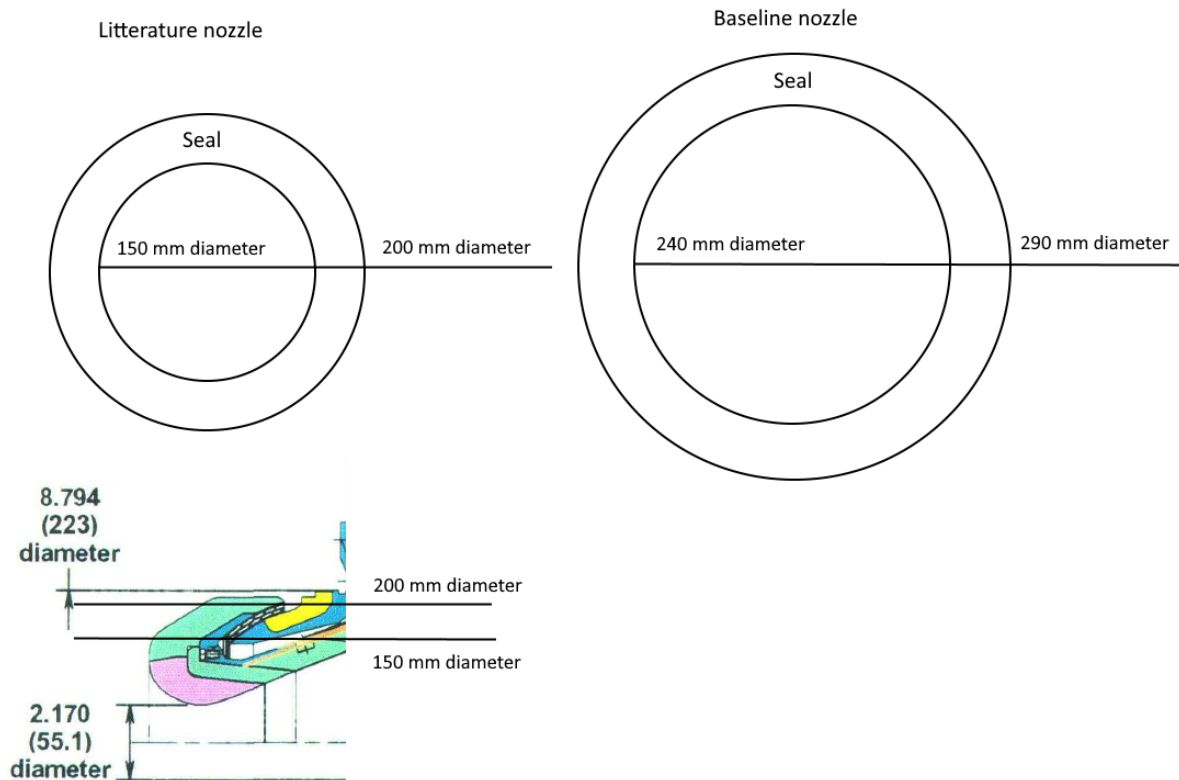 Litterature nozzle
Baseline nozzle
Seal
Seal
150 mm diameter
200 mm diameter
240 mm diameter
290 mm diameter
8.794
(223)
diameter
200 mm diameter
150 mm diameter
2.170
(55.1)
diameter